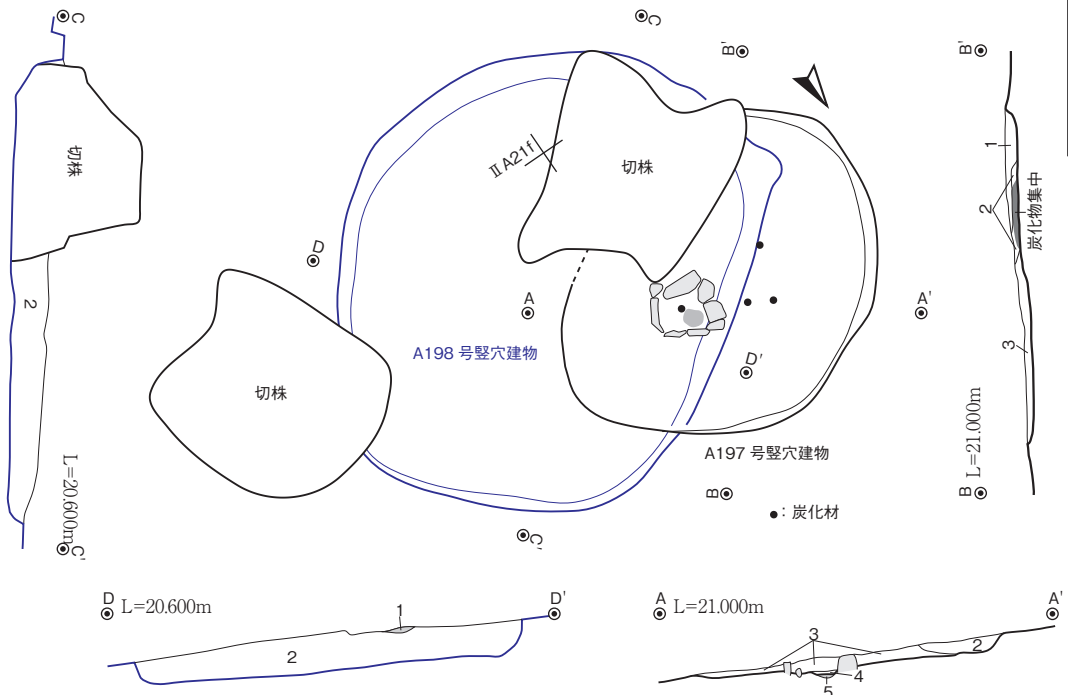 C
C
B'
B'
切株
ⅡA21f
切株
1
2
炭化物集中
D
2
A
A'
3
A198 号竪穴建物
D'
切株
L=20.600m
A197 号竪穴建物
L=21.000m
B
B
●：炭化材
C'
C'
D
L=20.600m
1
D'
2
A
L=21.000m
A'
3
2
4
5